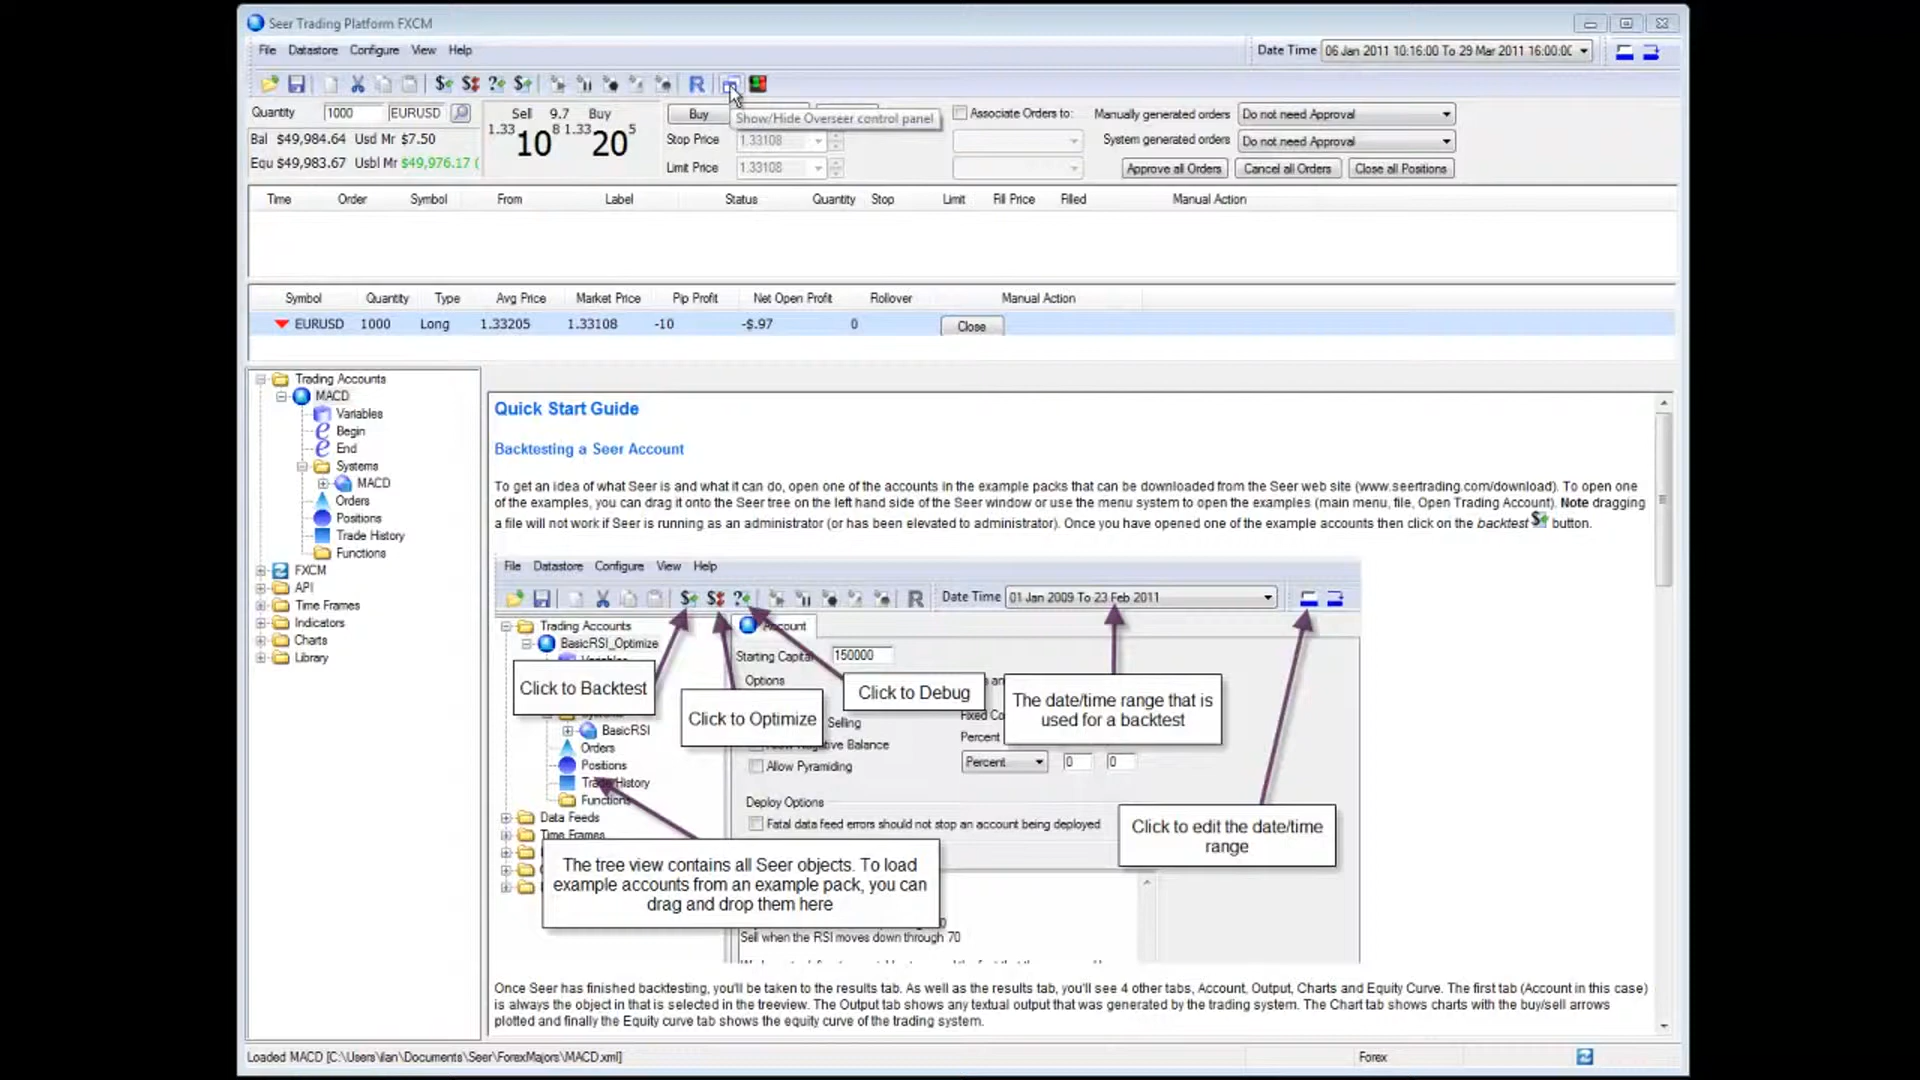 Seer Trading Platform FXCM
File Datastore Configure View Help
Date Time 06 Jan 2011 10:16:00 To 29 Mar 2011 16:00:00
R
Quantity 1000 EURUSD
Sell 9.7 Buy
1.33 10 8 1.33 20 5
Bal $49,984.64 Usd Mr $7.50
Equ $49,983.67 Usbl Mr $49,976.17 (
Buy
Show/Hide Overseer control panel
Stop Price 1.33108
Limit Price 1.33108
Associate Orders to:
Manually generated orders Do not need Approval
System generated orders Do not need Approval
Approve all Orders Cancel all Orders Close all Positions
Time Order Symbol From Label Status Quantity Stop Limit Fill Price Filled Manual Action
Symbol Quantity Type Avg Price Market Price Pip Profit Net Open Profit Rollover Manual Action
EURUSD 1000 Long 1.33205 1.33108 -10 -$.97 0 Close
Trading Accounts
MACD
Variables
Begin
End
Systems
MACD
Orders
Positions
Trade History
Functions
FXCM
API
Time Frames
Indicators
Charts
Library
Quick Start Guide
Backtesting a Seer Account
To get an idea of what Seer is and what it can do, open one of the accounts in the example packs that can be downloaded from the Seer web site (www.seertrading.com/download). To open one
of the examples, you can drag it onto the Seer tree on the left hand side of the Seer window or use the menu system to open the examples (main menu, file, Open Trading Account). Note dragging
a file will not work if Seer is running as an administrator (or has been elevated to administrator). Once you have opened one of the example accounts then click on the backtest button.
File Datastore Configure View Help
R Date Time 01 Jan 2009 To 23 Feb 2011
Trading Accounts
BasicRSI_Optimize
BasicRSI
Orders
Positions
Trade History
Functions
Data Feeds
Time Frames
Account
Starting Capital 150000
Options
Selling
Allow Negative Balance
Allow Pyramiding
Fixed Co
Percent
Percent 0 0
Deploy Options
Fatal data feed errors should not stop an account being deployed
Sell when the RSI moves down through 70
Click to Backtest
Click to Optimize
Click to Debug
The date/time range that is
used for a backtest
Click to edit the date/time
range
The tree view contains all Seer objects. To load
example accounts from an example pack, you can
drag and drop them here
Once Seer has finished backtesting, you'll be taken to the results tab. As well as the results tab, you'll see 4 other tabs, Account, Output, Charts and Equity Curve. The first tab (Account in this case)
is always the object in that is selected in the treeview. The Output tab shows any textual output that was generated by the trading system. The Chart tab shows charts with the buy/sell arrows
plotted and finally the Equity curve tab shows the equity curve of the trading system.
Loaded MACD [C:\Users\ilan\Documents\Seer\ForexMajors\MACD.xml]
Forex